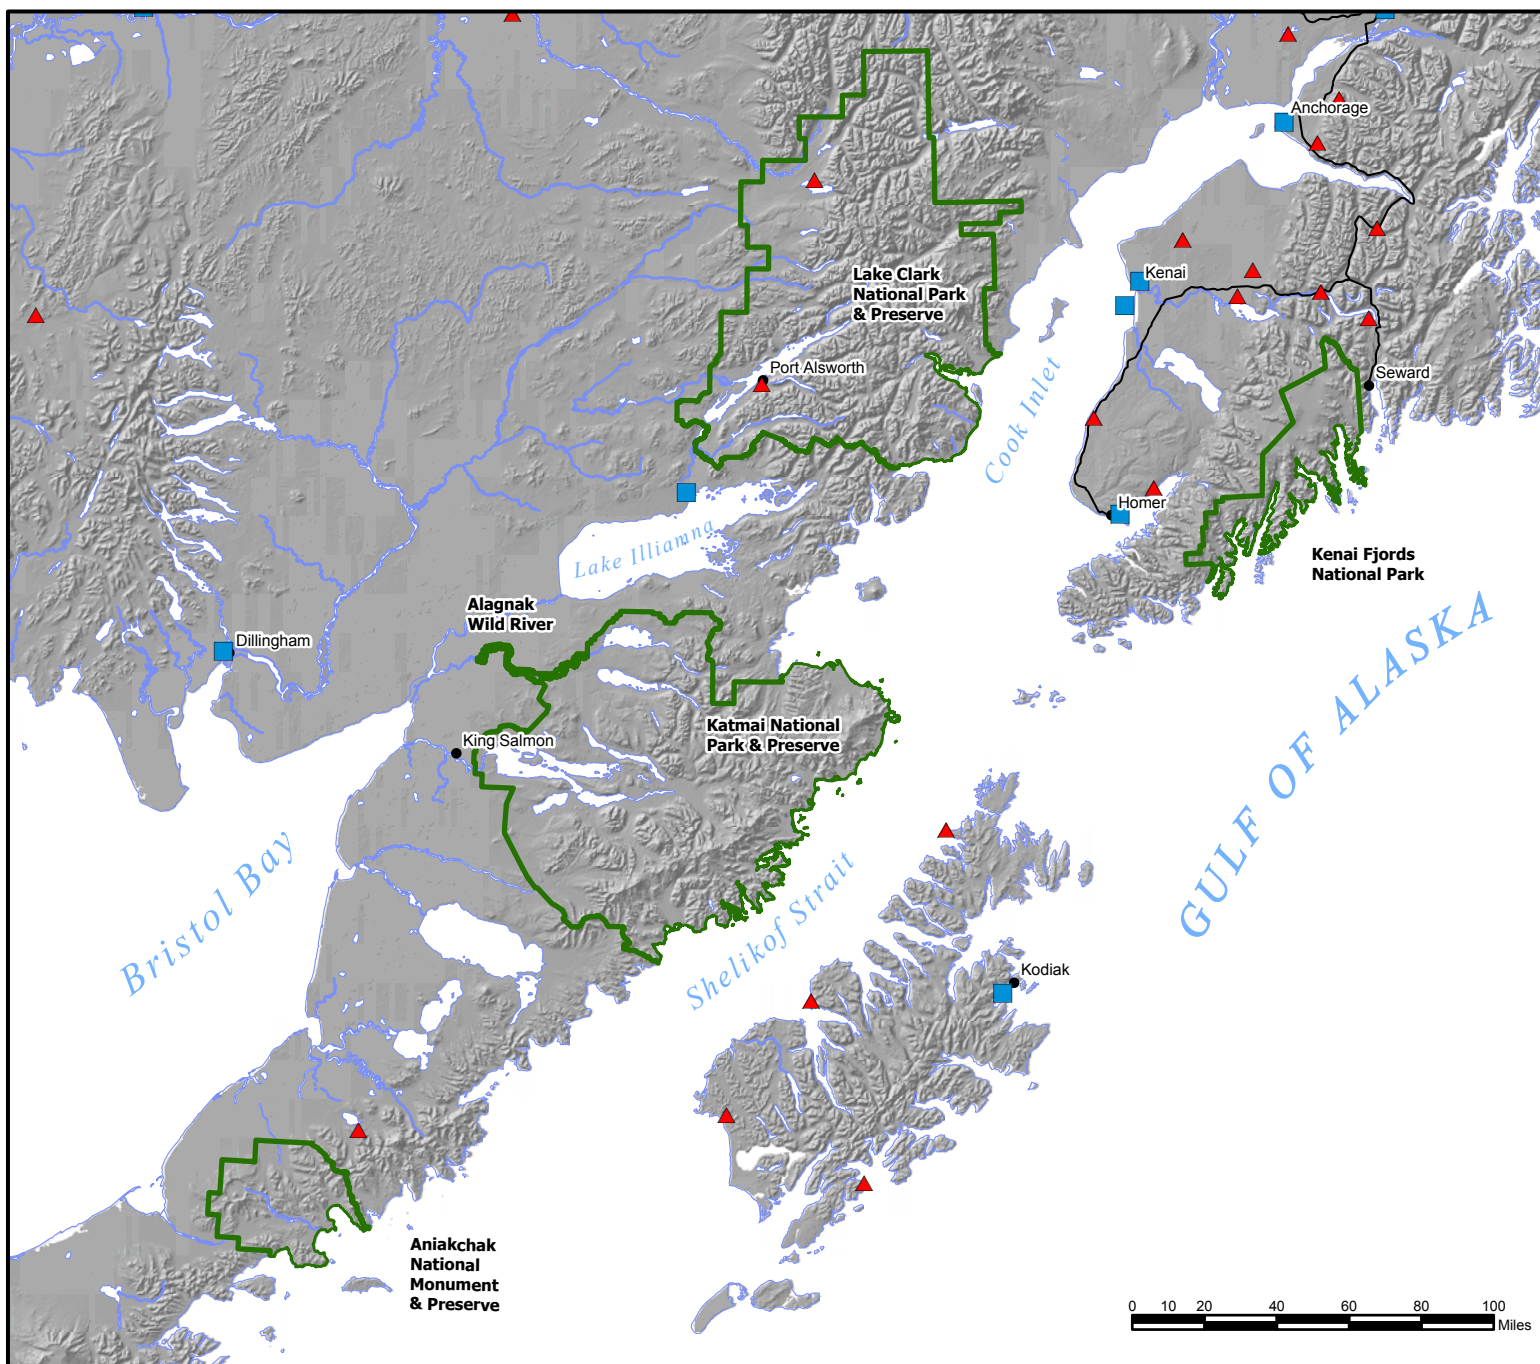 Anchorage
Kenai
Lake Clark
National Park
& Preserve
Port Alsworth
Seward
Cook Inlet
Homer
Lake Illiamna
Kenai Fjords
National Park
Alagnak
Wild River
Dillingham
GULF OF ALASKA
Katmai National
Park & Preserve
King Salmon
Bristol Bay
Shelikof Strait
Kodiak
Aniakchak
National
Monument
& Preserve
0 10 20 40 60 80 100
Miles